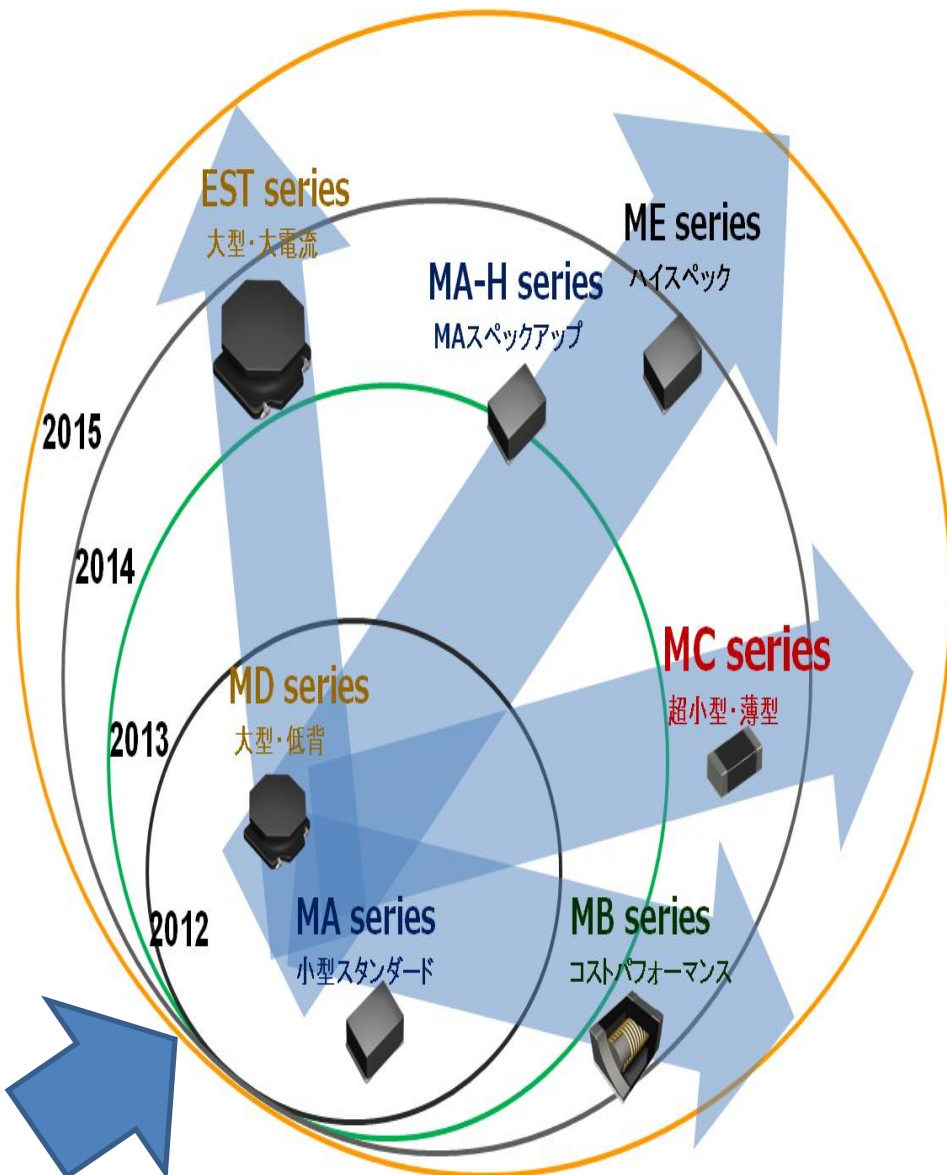 EST series
大型・大電流
ME series
ハイスペック
MA-H series
MAスペックアップ
2015
2014
MC series
超小型・薄型
MD series
大型・低背
2013
MA series
小型スタンダード
MB series
コストパフォーマンス
2012